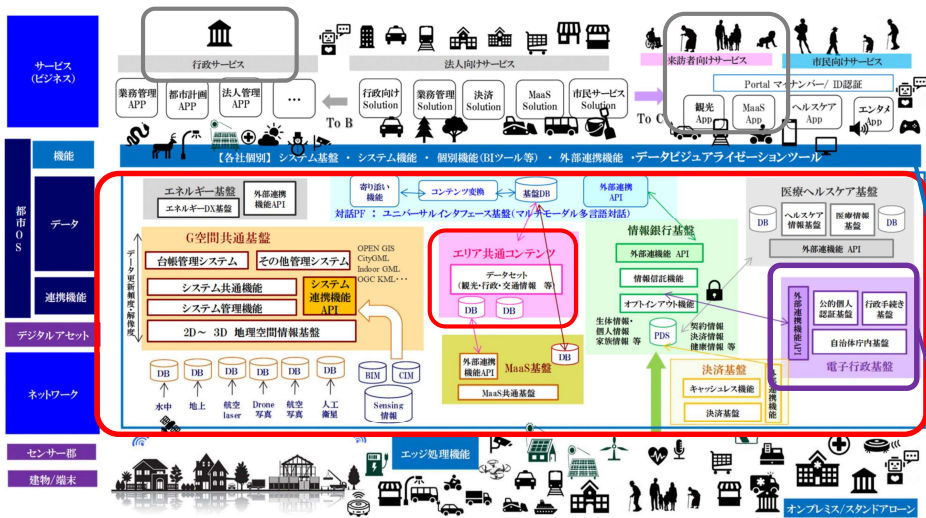 サービス
(ビジネス)
機能
都市OS
データ
連携機能
デジタルアセット
ネットワーク
センサー郡
建物/端末
行政サービス
法人向けサービス
来訪者向けサービス
市民向けサービス
Portal マイナンバー/ ID認証
業務管理
APP
都市計画
APP
法人管理
APP
…
To B
行政向け
Solution
業務管理
Solution
決済
Solution
MaaS
Solution
市民サービス
Solution
To C
観光
App
MaaS
App
ヘルスケア
App
エンタメ
App
【各社個別】 システム基盤 ・ システム機能 ・ 個別機能(BIツール等) ・ 外部連携機能 ・データビジュアライゼーションツール
エネルギー基盤
エネルギーDX基盤
外部連携
機能API
寄り添い
機能
コンテンツ変換
基盤DB
外部連携
API
対話PF : ユニバーサルインタフェース基盤(マルチモーダル多言語対話)
医療ヘルスケア基盤
DB
ヘルスケア
情報基盤
医療情報
基盤
DB
外部連機能 API
データ更新頻度・解像度
G空間共通基盤
台帳管理システム
その他管理システム
システム共通機能
システム管理機能
システム
連携機能
API
2D~ 3D 地理空間情報基盤
OPEN GIS
CityGML
Indoor GML
OGC KML・・・
エリア共通コンテンツ
データセット
(観光・行政・交通情報 等)
DB
DB
情報銀行基盤
外部連機能 API
情報信託機能
オプトインアウト機能
生体情報・
個人情報
家族情報 等
PDS
契約情報
決済情報
健康情報 等
外部連携機能API
公的個人
認証基盤
行政手続き
基盤
自治体庁内基盤
電子行政基盤
外部連携
機能API
MaaS基盤
DB
MaaS共通基盤
決済基盤
キャッシュレス機能
決済基盤
外部連携機能
DB
DB
DB
DB
DB
DB
水中
地上
航空
laser
Drone
写真
航空
写真
人工
衛星
BIM
CIM
Sensing
情報
エッジ処理機能
オンプレミス/スタンドアローン